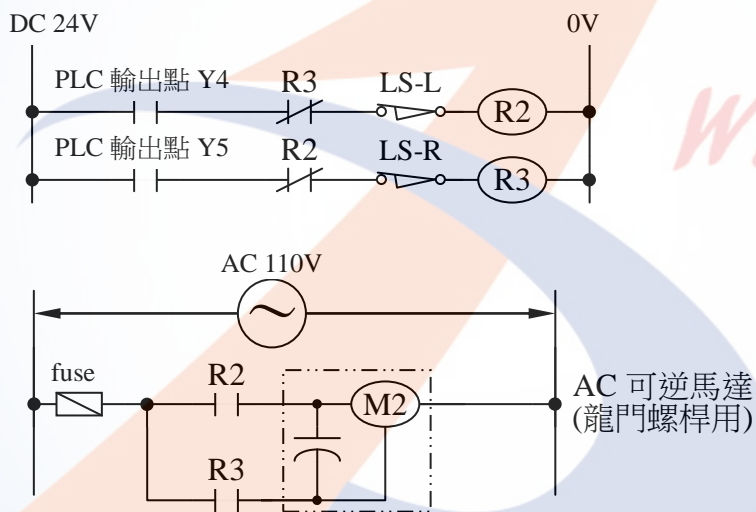 DC 24V 0V
PLC 輸出點 Y4 R3 LS-L R2
PLC 輸出點 Y5 R2 LS-R R3
AC 110V
fuse R2 M2 AC 可逆馬達
(龍門螺桿用)
R3